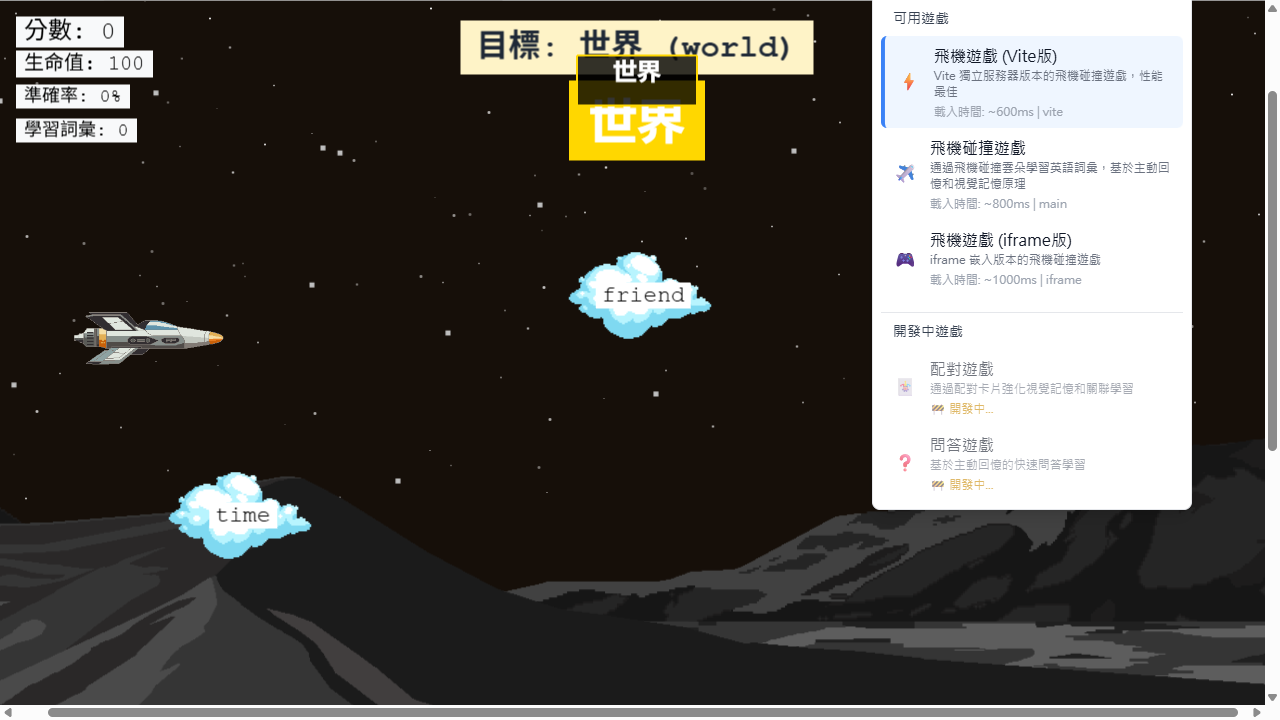 分數: 0
生命值: 100
準確率: 0%
學習詞彙: 0
目標: 世界 (world)
世界
世界
friend
time
可用遊戲
飛機遊戲 (Vite版)
Vite 獨立服務器版本的飛機碰撞遊戲，性能
最佳
載入時間: ~600ms | vite
飛機碰撞遊戲
通過飛機碰撞雲朵學習英語詞彙，基於主動回
憶和視覺記憶原理
載入時間: ~800ms | main
飛機遊戲 (iframe版)
iframe 嵌入版本的飛機碰撞遊戲
載入時間: ~1000ms | iframe
開發中遊戲
配對遊戲
通過配對卡片強化視覺記憶和關聯學習
🚧 開發中...
問答遊戲
基於主動回憶的快速問答學習
🚧 開發中...